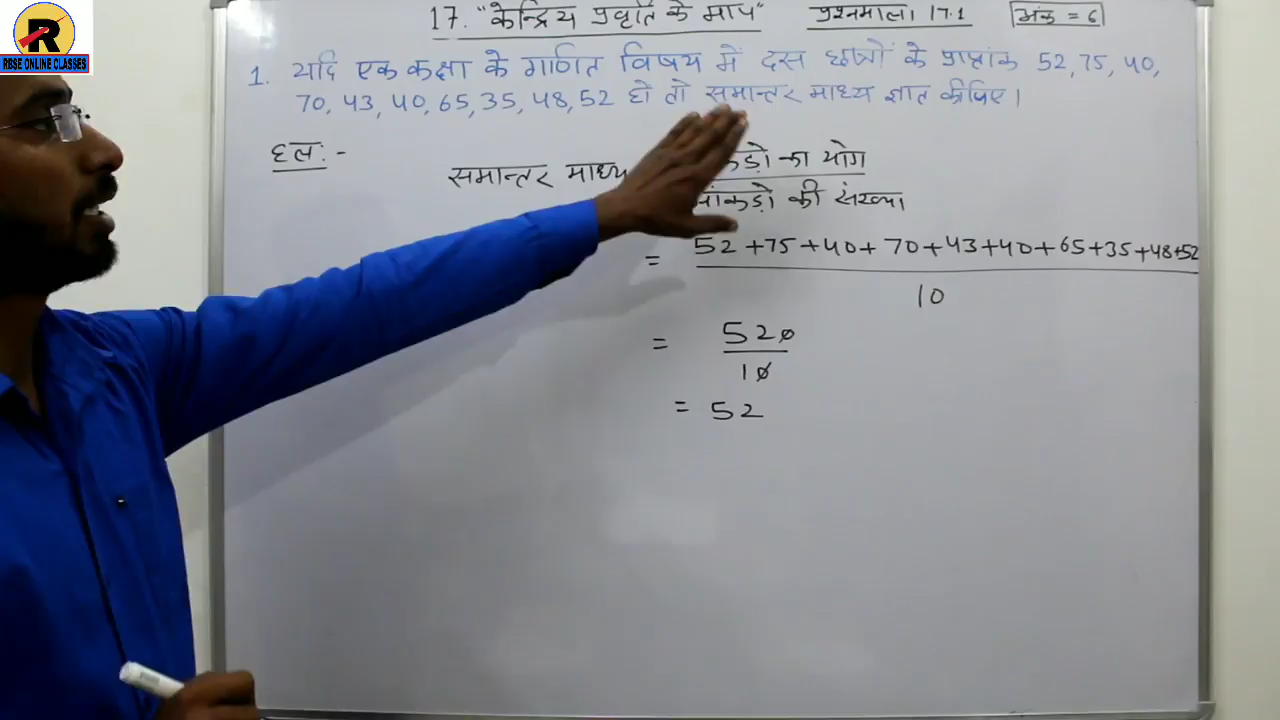 R
RBSE ONLINE CLASSES
17. "केन्द्रिय प्रवृति के माप" प्रश्नमाला 17.1 अंक = 6
1. यदि एक कक्षा के गणित विषय में दस छात्रों के प्राप्तांक 52, 75, 40,
70, 43, 40, 65, 35, 48, 52 हो तो समान्तर माध्य ज्ञात कीजिए।
हल: -
समान्तर माध्य का योग
की संख्या
= 52 + 75 + 40 + 70 + 43 + 40 + 65 + 35 + 48 + 52
10
= 520
10
= 52